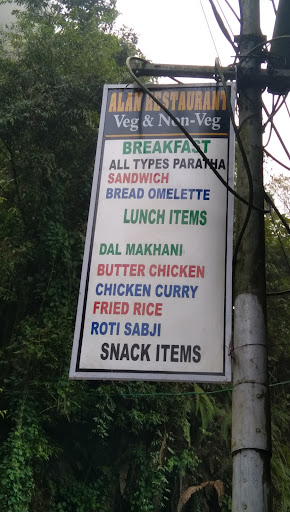 ALAN RESTAURANT
Veg & Non-Veg
BREAKFAST
ALL TYPES PARATHA
SANDWICH
BREAD OMELETTE
LUNCH ITEMS
DAL MAKHANI
BUTTER CHICKEN
CHICKEN CURRY
FRIED RICE
ROTI SABJI
SNACK ITEMS